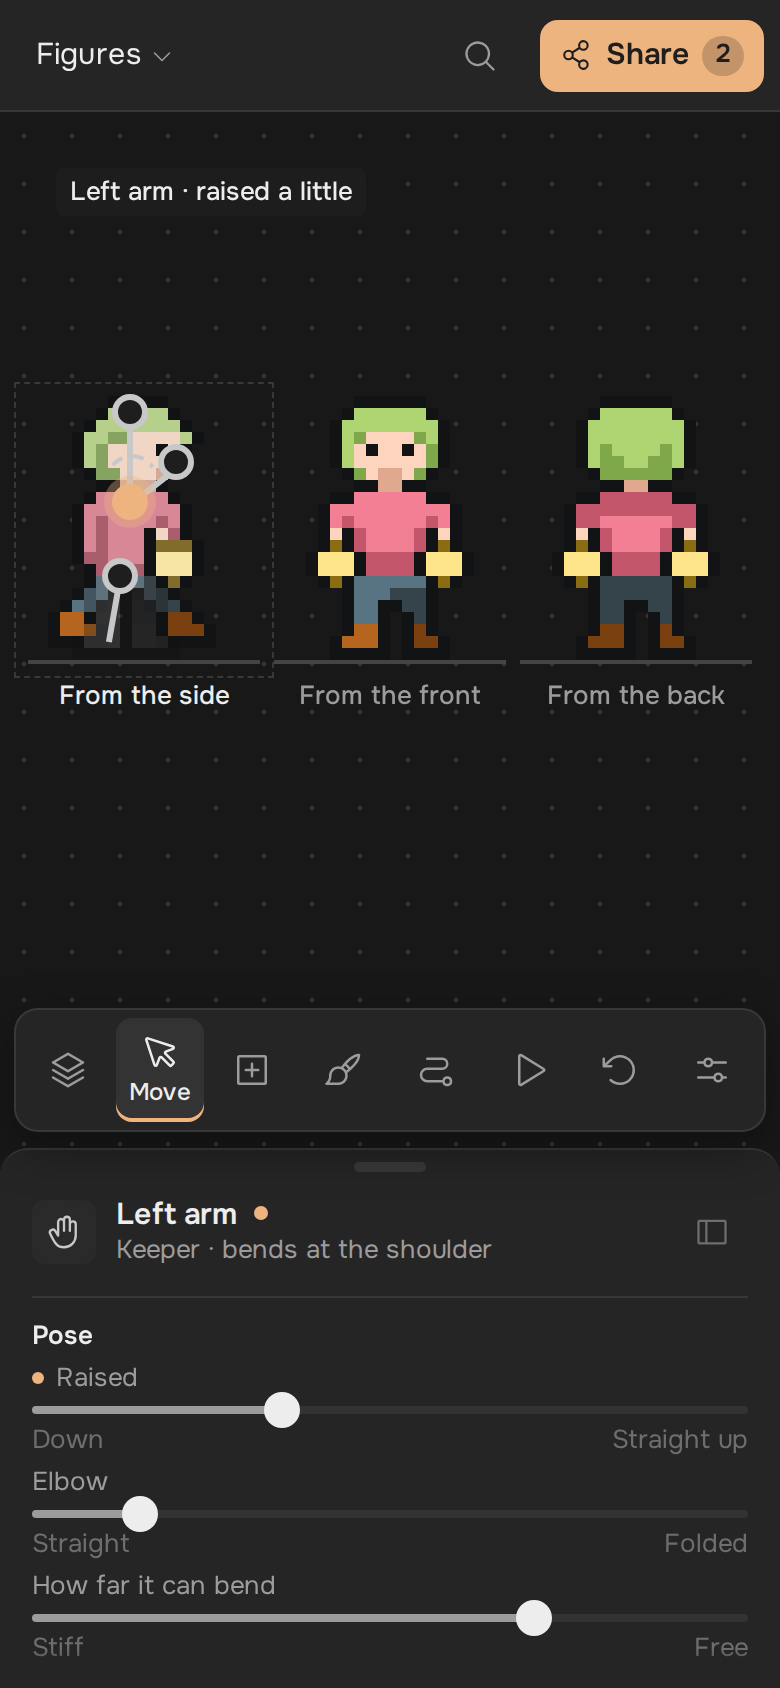 Figures
Share 2
Left arm · raised a little
From the side
From the front
From the back
Move
Left arm
Keeper · bends at the shoulder
Pose
Raised
Down
Straight up
Elbow
Straight
Folded
How far it can bend
Stiff
Free